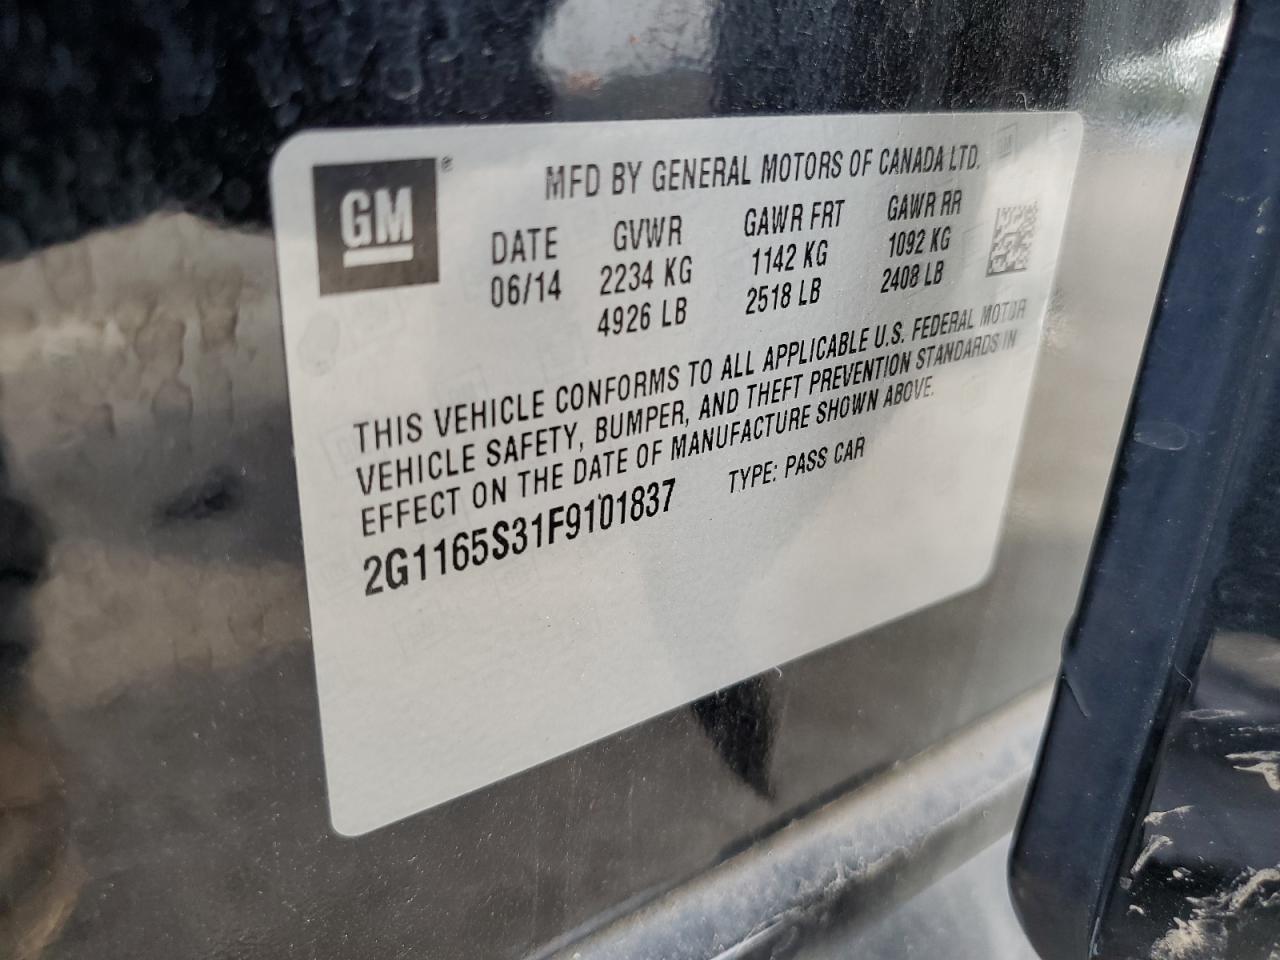 GM
MFD BY GENERAL MOTORS OF CANADA LTD.
DATE GVWR GAWR FRT GAWR RR
06/14 2234 KG 1142 KG 1092 KG
4926 LB 2518 LB 2408 LB
THIS VEHICLE CONFORMS TO ALL APPLICABLE U.S. FEDERAL MOTOR
VEHICLE SAFETY, BUMPER, AND THEFT PREVENTION STANDARDS IN
EFFECT ON THE DATE OF MANUFACTURE SHOWN ABOVE.
2G1165S31F9101837 TYPE: PASS CAR